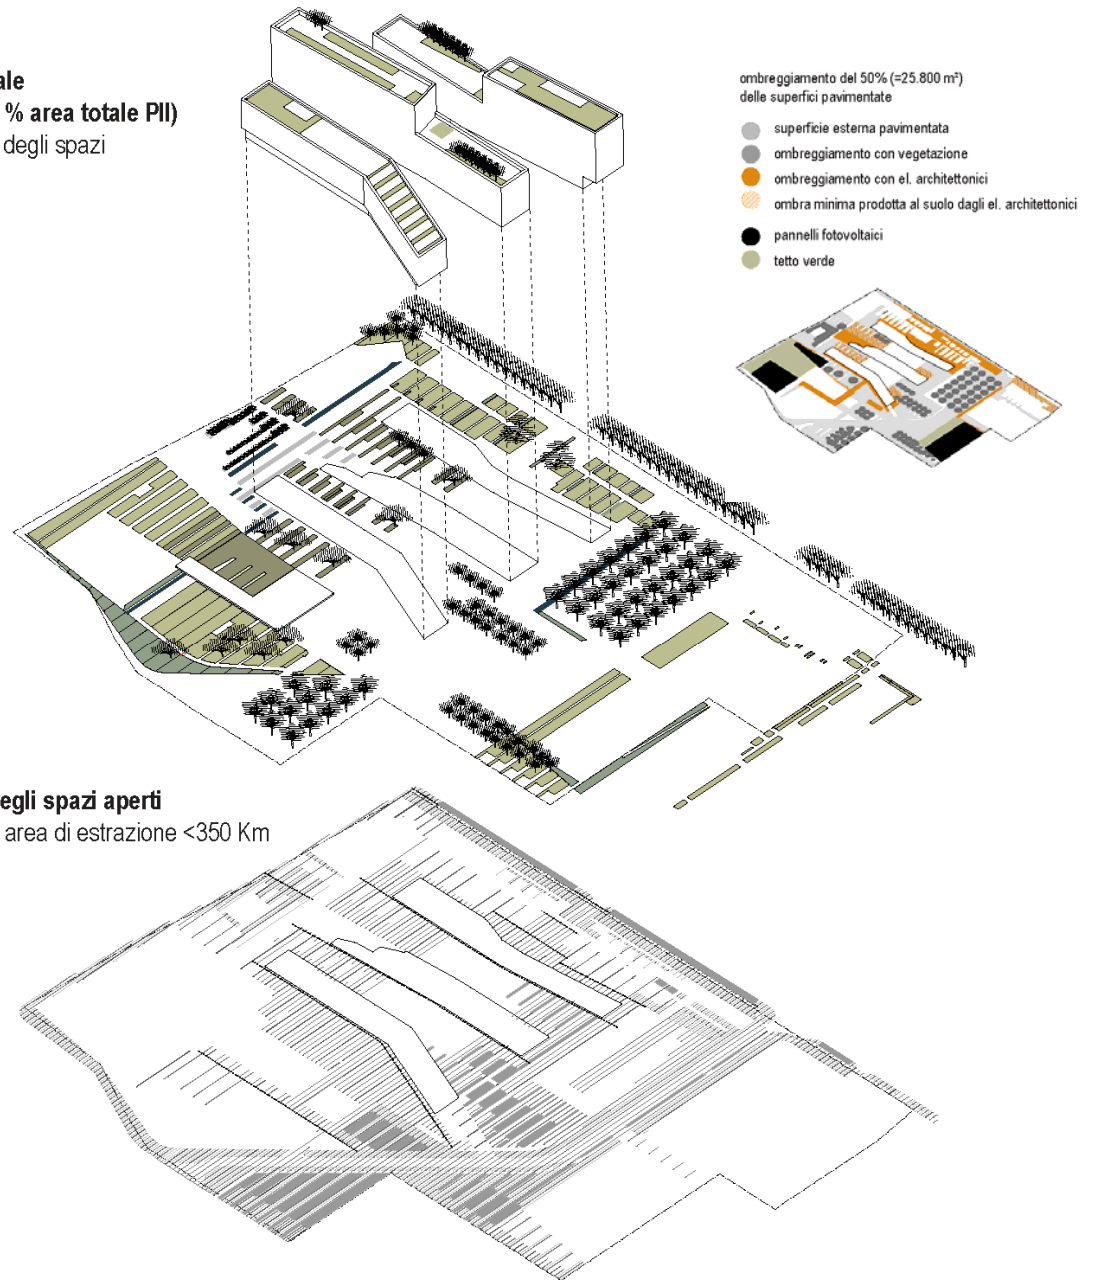 ale
% area totale PII)
degli spazi
ombreggiamento del 50% (=25.800 m²)
delle superfici pavimentate
superficie esterna pavimentata
ombreggiamento con vegetazione
ombreggiamento con el. architettonici
ombra minima prodotta al suolo dagli el. architettonici
pannelli fotovoltaici
tetto verde
egli spazi aperti
area di estrazione <350 Km